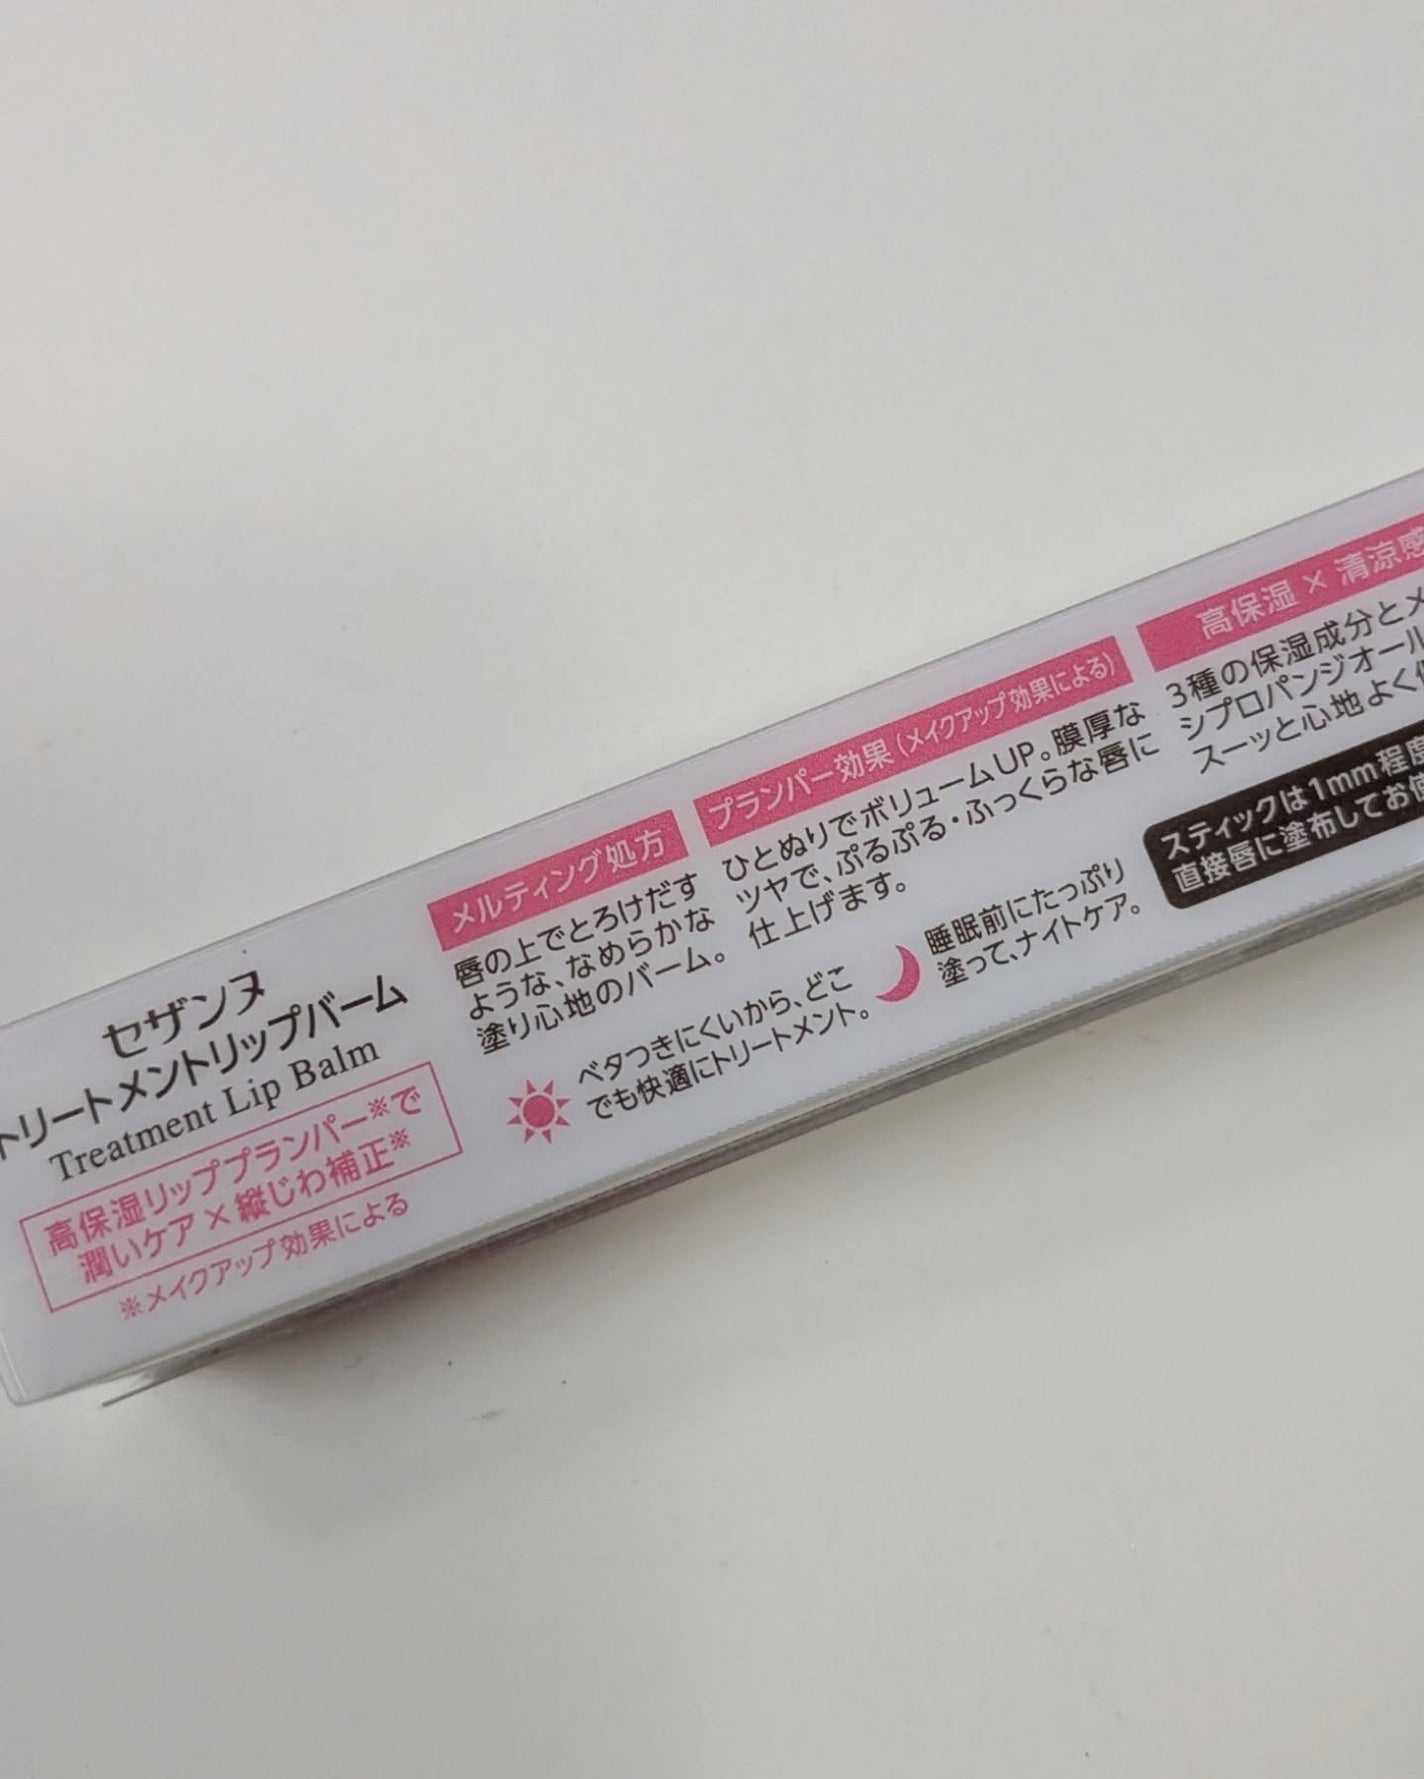 セザンヌ
トリートメントリップバーム
Treatment Lip Balm
高保湿リッププランパー※で
潤いケア×縦じわ補正※
※メイクアップ効果による
メルティング処方
唇の上でとろけだす
ような、なめらかな
塗り心地のバーム。
プランパー効果(メイクアップ効果による)
ひとぬりでボリュームUP。膜厚な
ツヤで、ぷるぷる・ふっくらな唇に
仕上げます。
高保湿×清涼感
3種の保湿成分とメ
シプロパンジオール
スーッと心地よく
ベタつきにくいから、どこ
でも快適にトリートメント。
睡眠前にたっぷり
塗って、ナイトケア。
スティックは1mm程度
直接唇に塗布してお使